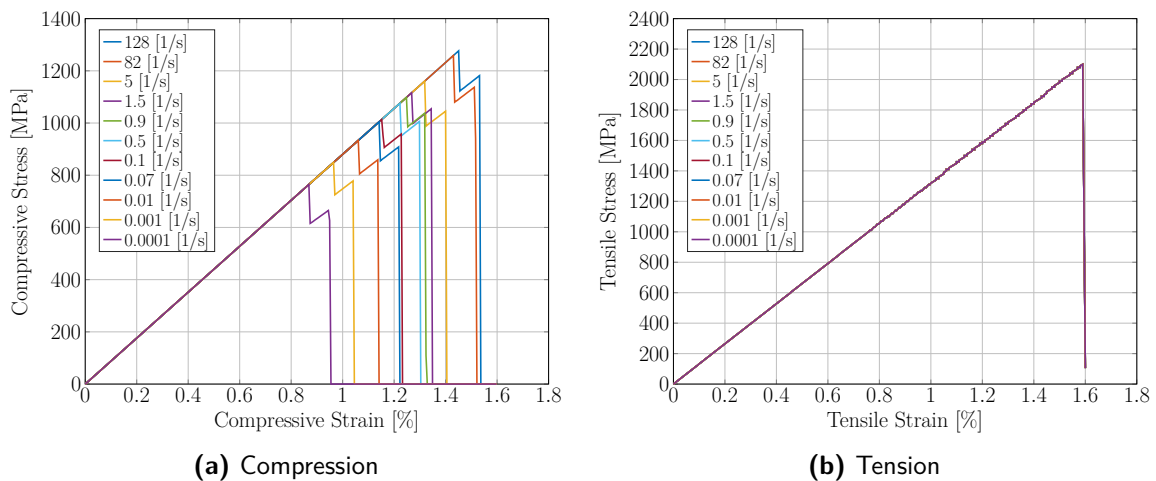 1400
1200
1000
800
600
400
200
0
Compressive Stress [MPa]
128 [1/s]
82 [1/s]
5 [1/s]
1.5 [1/s]
0.9 [1/s]
0.5 [1/s]
0.1 [1/s]
0.07 [1/s]
0.01 [1/s]
0.001 [1/s]
0.0001 [1/s]
0 0.2 0.4 0.6 0.8 1 1.2 1.4 1.6 1.8
Compressive Strain [%]
(a) Compression
2400
2200
2000
1800
1600
1400
1200
1000
800
600
400
200
0
Tensile Stress [MPa]
128 [1/s]
82 [1/s]
5 [1/s]
1.5 [1/s]
0.9 [1/s]
0.5 [1/s]
0.1 [1/s]
0.07 [1/s]
0.01 [1/s]
0.001 [1/s]
0.0001 [1/s]
0 0.2 0.4 0.6 0.8 1 1.2 1.4 1.6 1.8
Tensile Strain [%]
(b) Tension